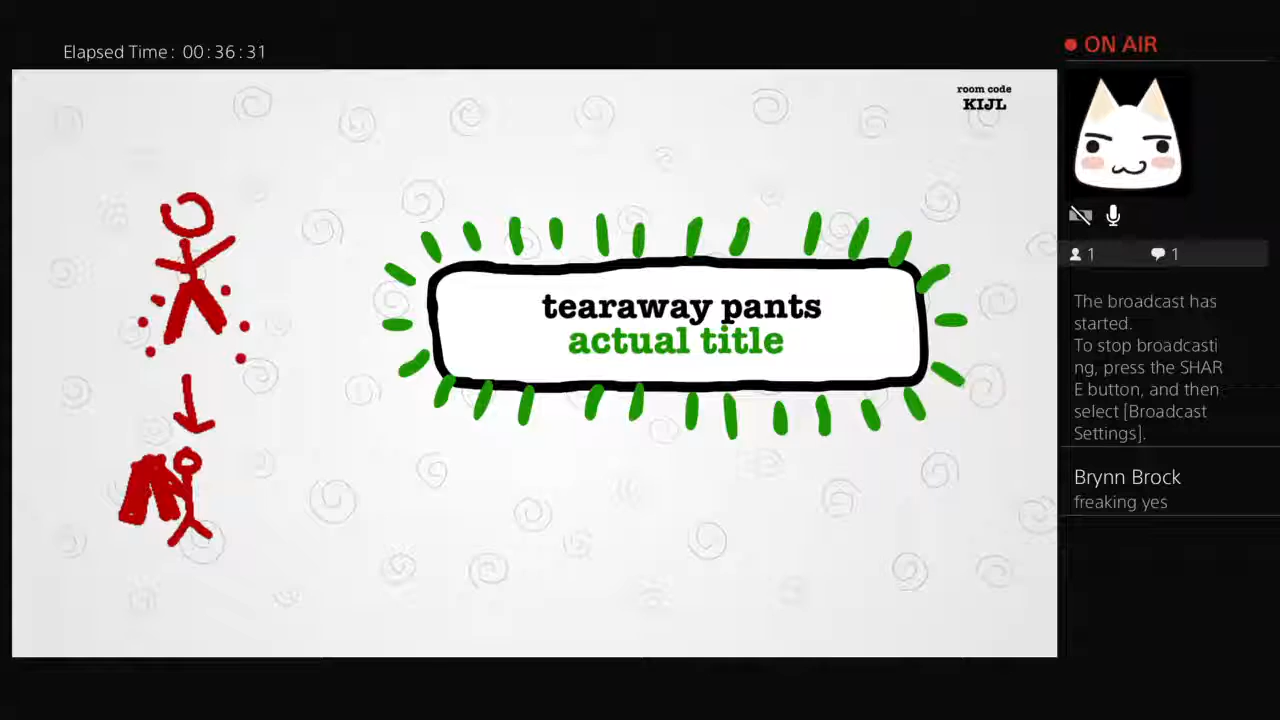 Elapsed Time: 00:36:31
ON AIR
room code
KIJL
tearaway pants
actual title
1
1
The broadcast has
started.
To stop broadcasti
ng, press the SHAR
E button, and then
select [Broadcast
Settings].
Brynn Brock
freaking yes